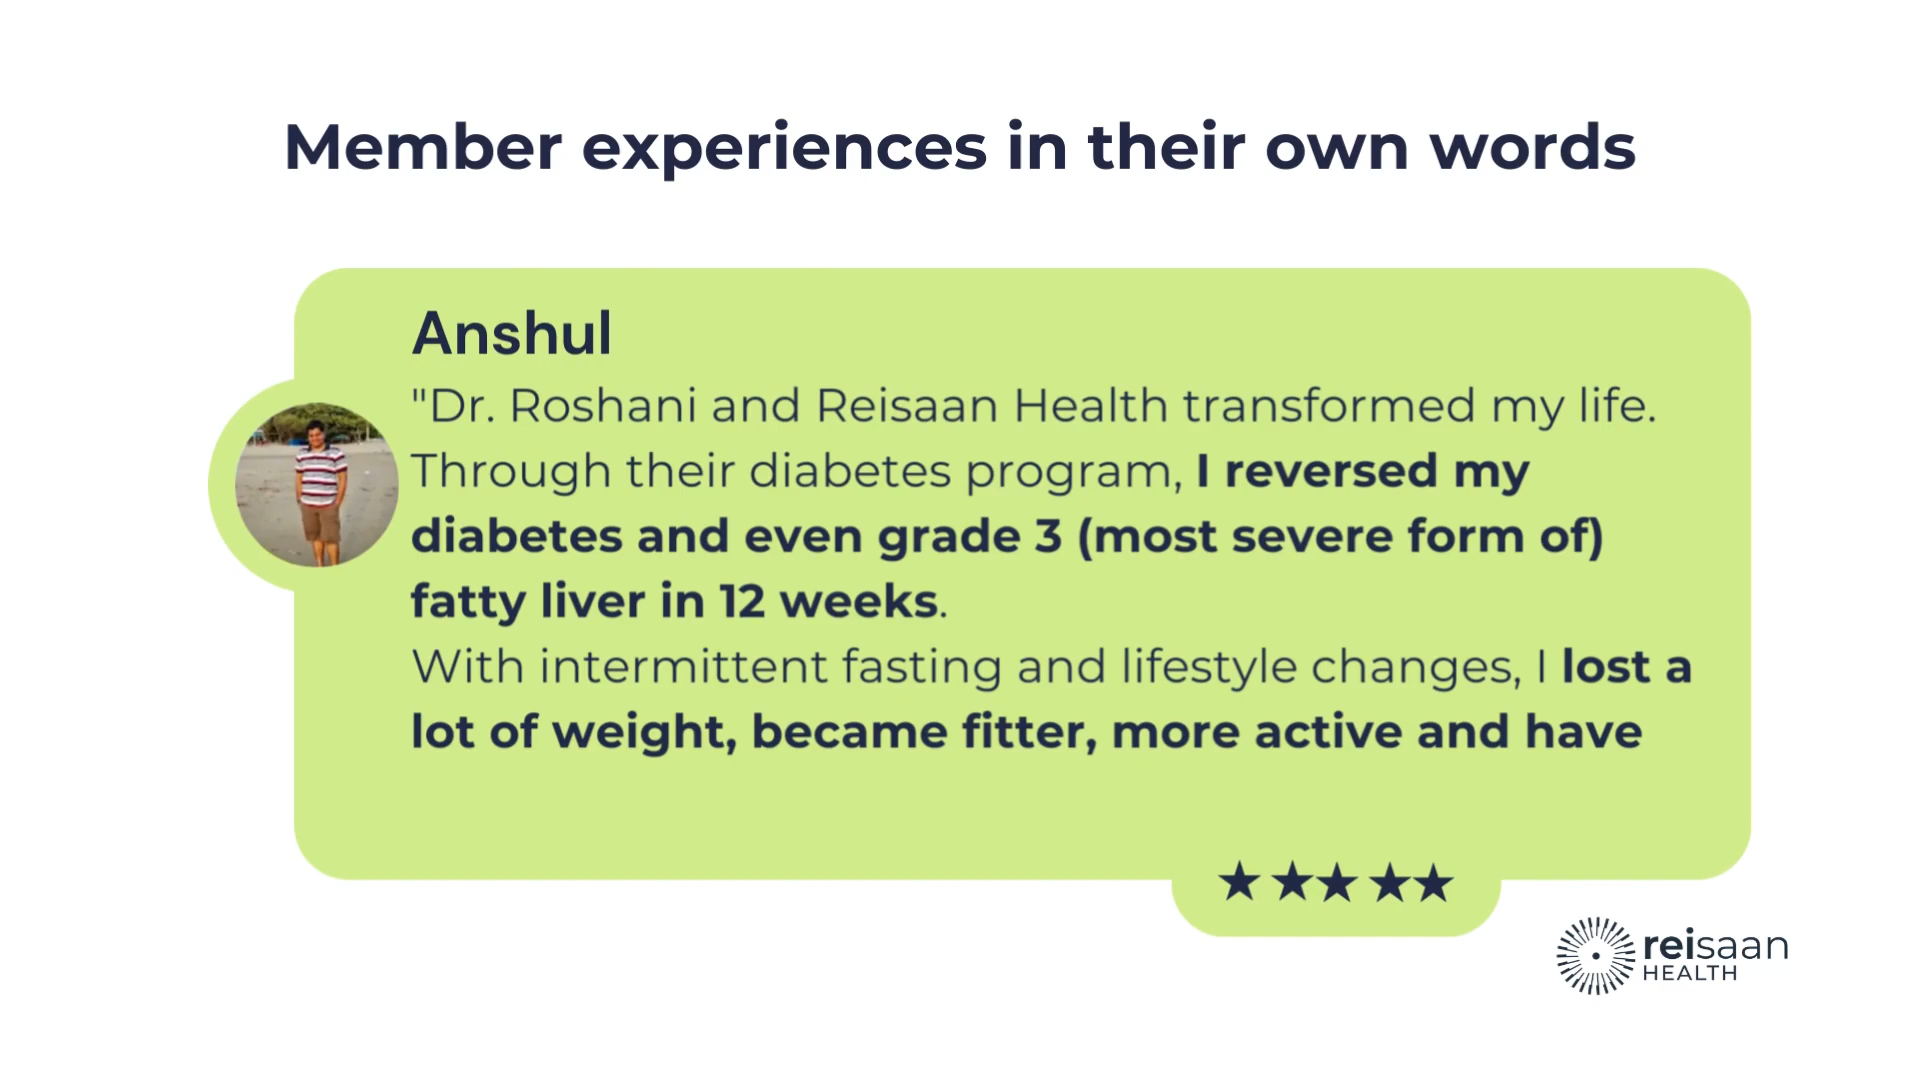 Member experiences in their own words
Anshul
"Dr. Roshani and Reisaan Health transformed my life.
Through their diabetes program, I reversed my
diabetes and even grade 3 (most severe form of)
fatty liver in 12 weeks.
With intermittent fasting and lifestyle changes, I lost a
lot of weight, became fitter, more active and have
reisaan
HEALTH